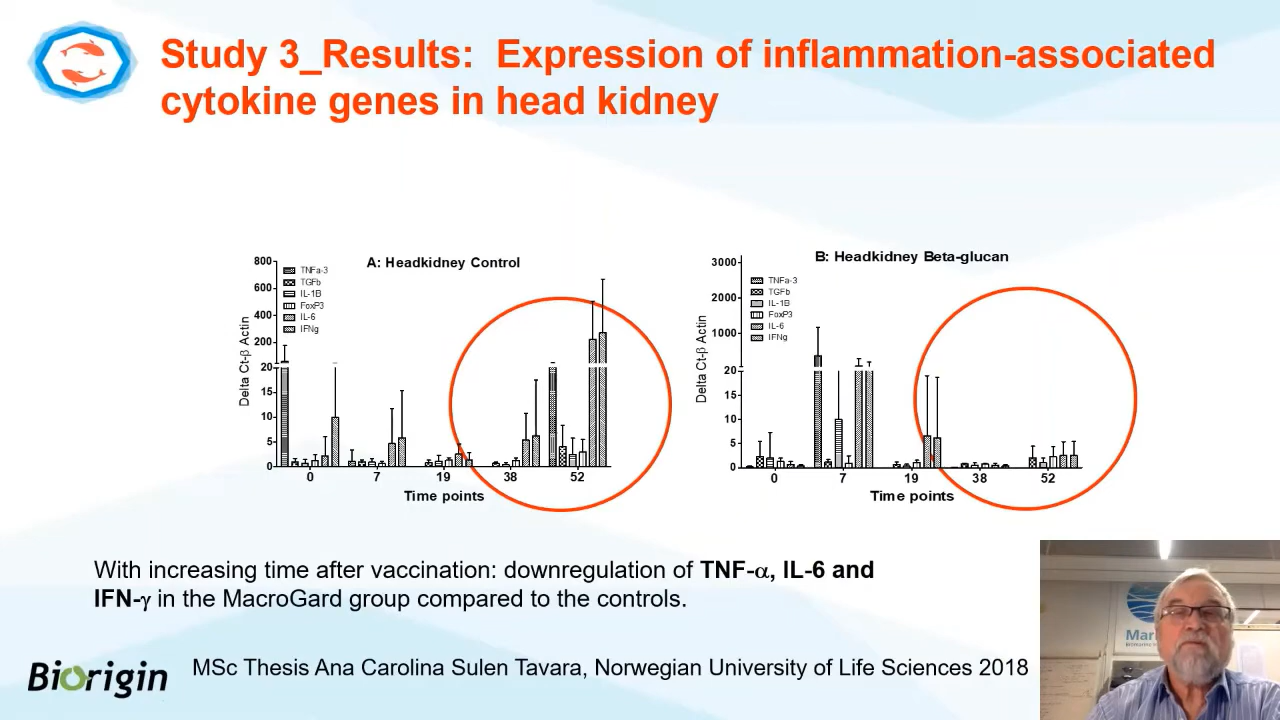 Study 3_Results: Expression of inflammation-associated
cytokine genes in head kidney
A: Headkidney Control
800
600
400
200
20
15
10
5
0
Delta Ct-β Actin
TNFa-3
TGFb
IL-1B
FoxP3
IL-6
IFNg
0 7 19 38 52
Time points
B: Headkidney Beta-glucan
3000
2000
1000
20
15
10
5
0
Delta Ct-β Actin
TNFa-3
TGFb
IL-1B
FoxP3
IL-6
IFNg
0 7 19 38 52
Time points
With increasing time after vaccination: downregulation of TNF-α, IL-6 and
IFN-γ in the MacroGard group compared to the controls.
Biorigin
MSc Thesis Ana Carolina Sulen Tavara, Norwegian University of Life Sciences 2018
Mar